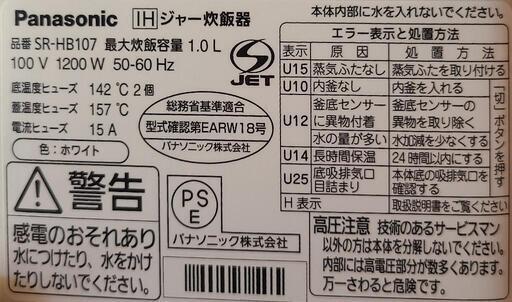 Panasonic IHジャー炊飯器
品番 SR-HB107 最大炊飯容量 1.0 L
100 V 1200 W 50-60 Hz
底温度ヒューズ 142℃ 2個
蓋温度ヒューズ 157℃
電流ヒューズ 15 A
色：ホワイト
S
JET
総務省基準適合
型式確認第EARW18号
パナソニック株式会社
警告
感電のおそれあり
水につけたり、水をかけ
たりしないでください。
PS
E
パナソニック株式会社
本体内部に水を入れないでください。
エラー表示と処置方法
表示 原因 処置方法
U15 蒸気ふたなし 蒸気ふたを取り付ける
U10 内釜なし 内釜を入れる
U12 釜底センサー 釜底センサーの
に異物付着 異物を取り除く
水の量が多い 水加減を少なくする
U14 長時間保温 24時間以内にする
U25 底吸排気口 本体底の吸排気口を
目詰まり 確認する
「切」ボタンを押す
H 表示 取扱説明書をご覧ください
高圧注意 技術のあるサービスマン
以外の方は本体を分解しないでください。
内部には高電圧部分が数多くあります。
万一さわると危険です。